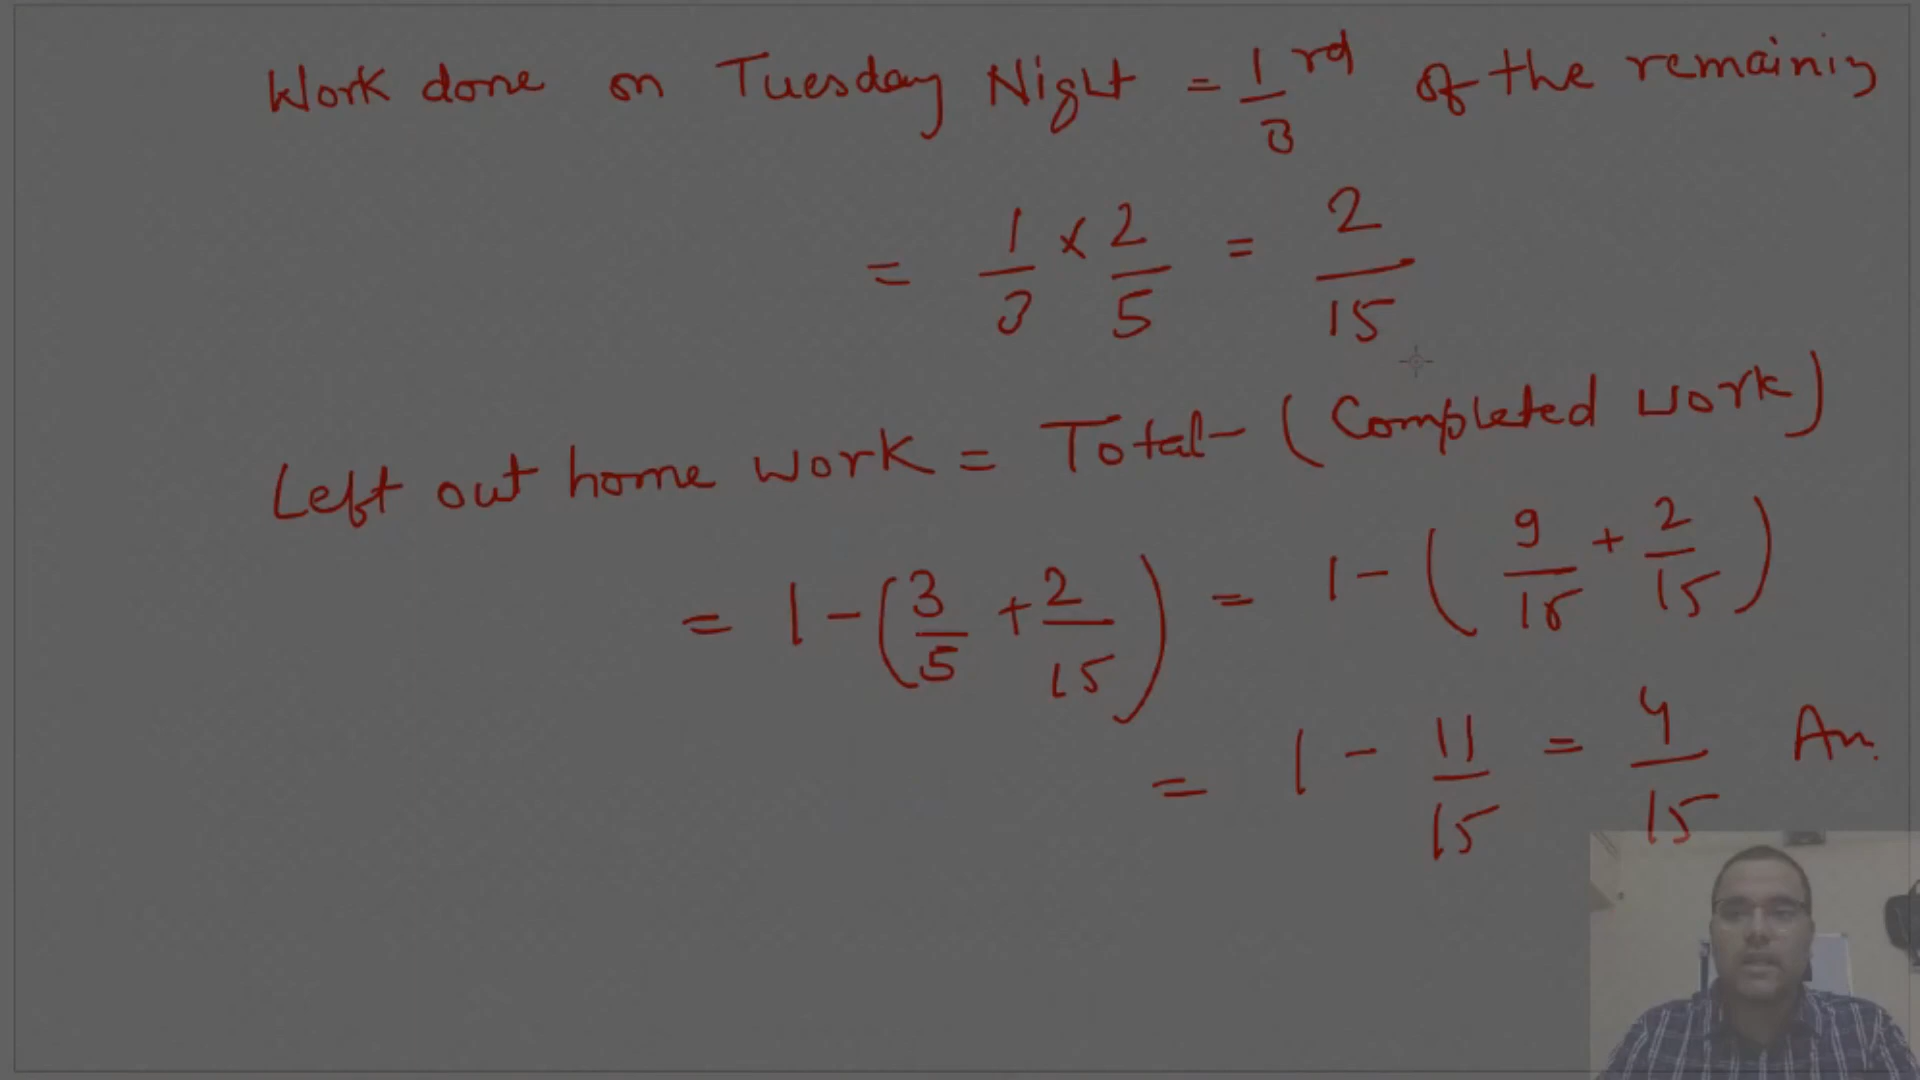 Work done on Tuesday Night = 1/3 rd of the remaining
= 1/3 × 2/5 = 2/15
Left out home work = Total - (Completed work)
= 1 - (3/5 + 2/15) = 1 - (9/15 + 2/15)
= 1 - 11/15 = 4/15 An.